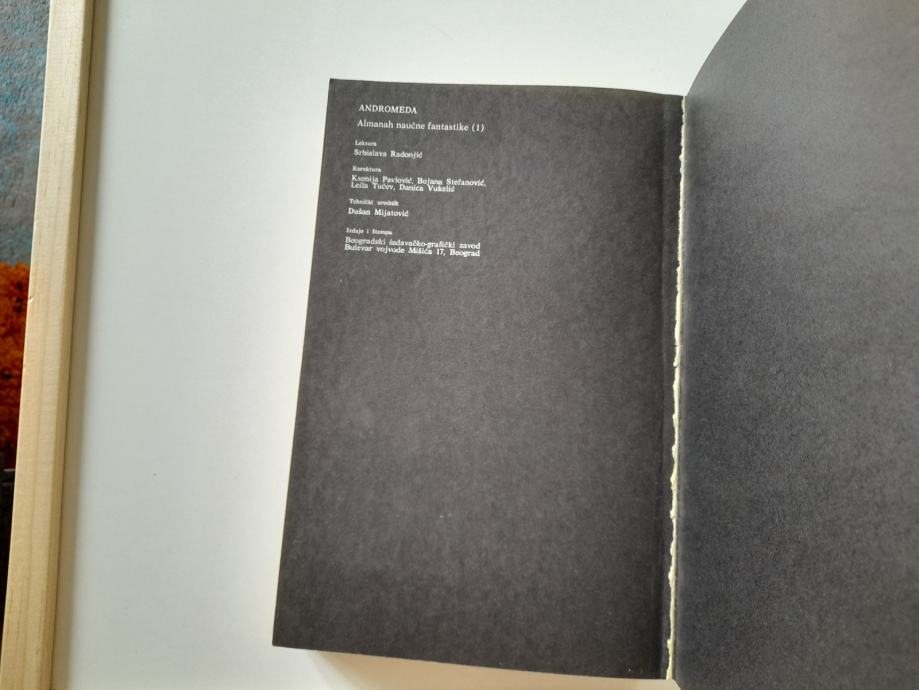 ANDROMEDA
Almanah naučne fantastike (1)
Lektura
Srbislava Radonjić
Korektura
Ksenija Pavlović, Bojana Stefanović,
Leila Tučev, Danica Vukelić
Tehnički urednik
Dušan Mijatović
Izdaje i štampa
Beogradski izdavačko-grafički zavod
Bulevar vojvode Mišića 17, Beograd